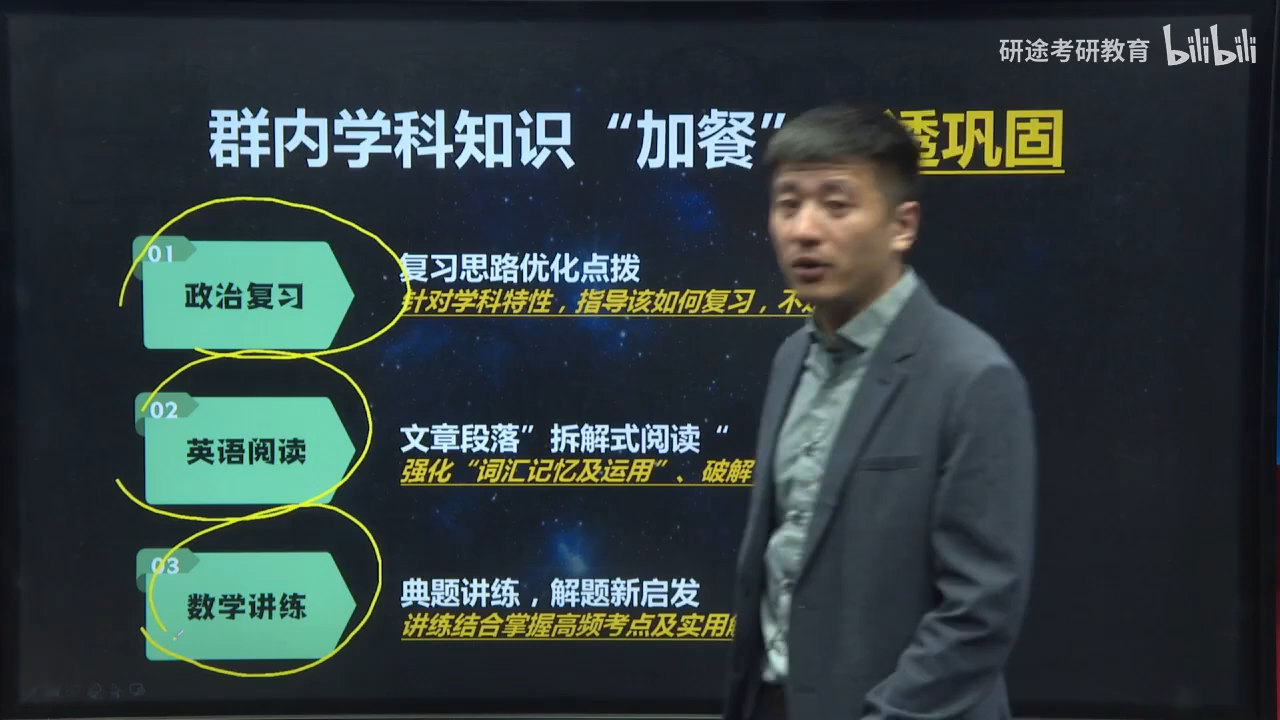 研途考研教育 bilibili
群内学科知识“加餐” 透巩固
01
政治复习
复习思路优化点拨
针对学科特性，指导该如何复习，不
02
英语阅读
文章段落”拆解式阅读“
强化“词汇记忆及运用”、破解
03
数学讲练
典题讲练，解题新启发
讲练结合掌握高频考点及实用